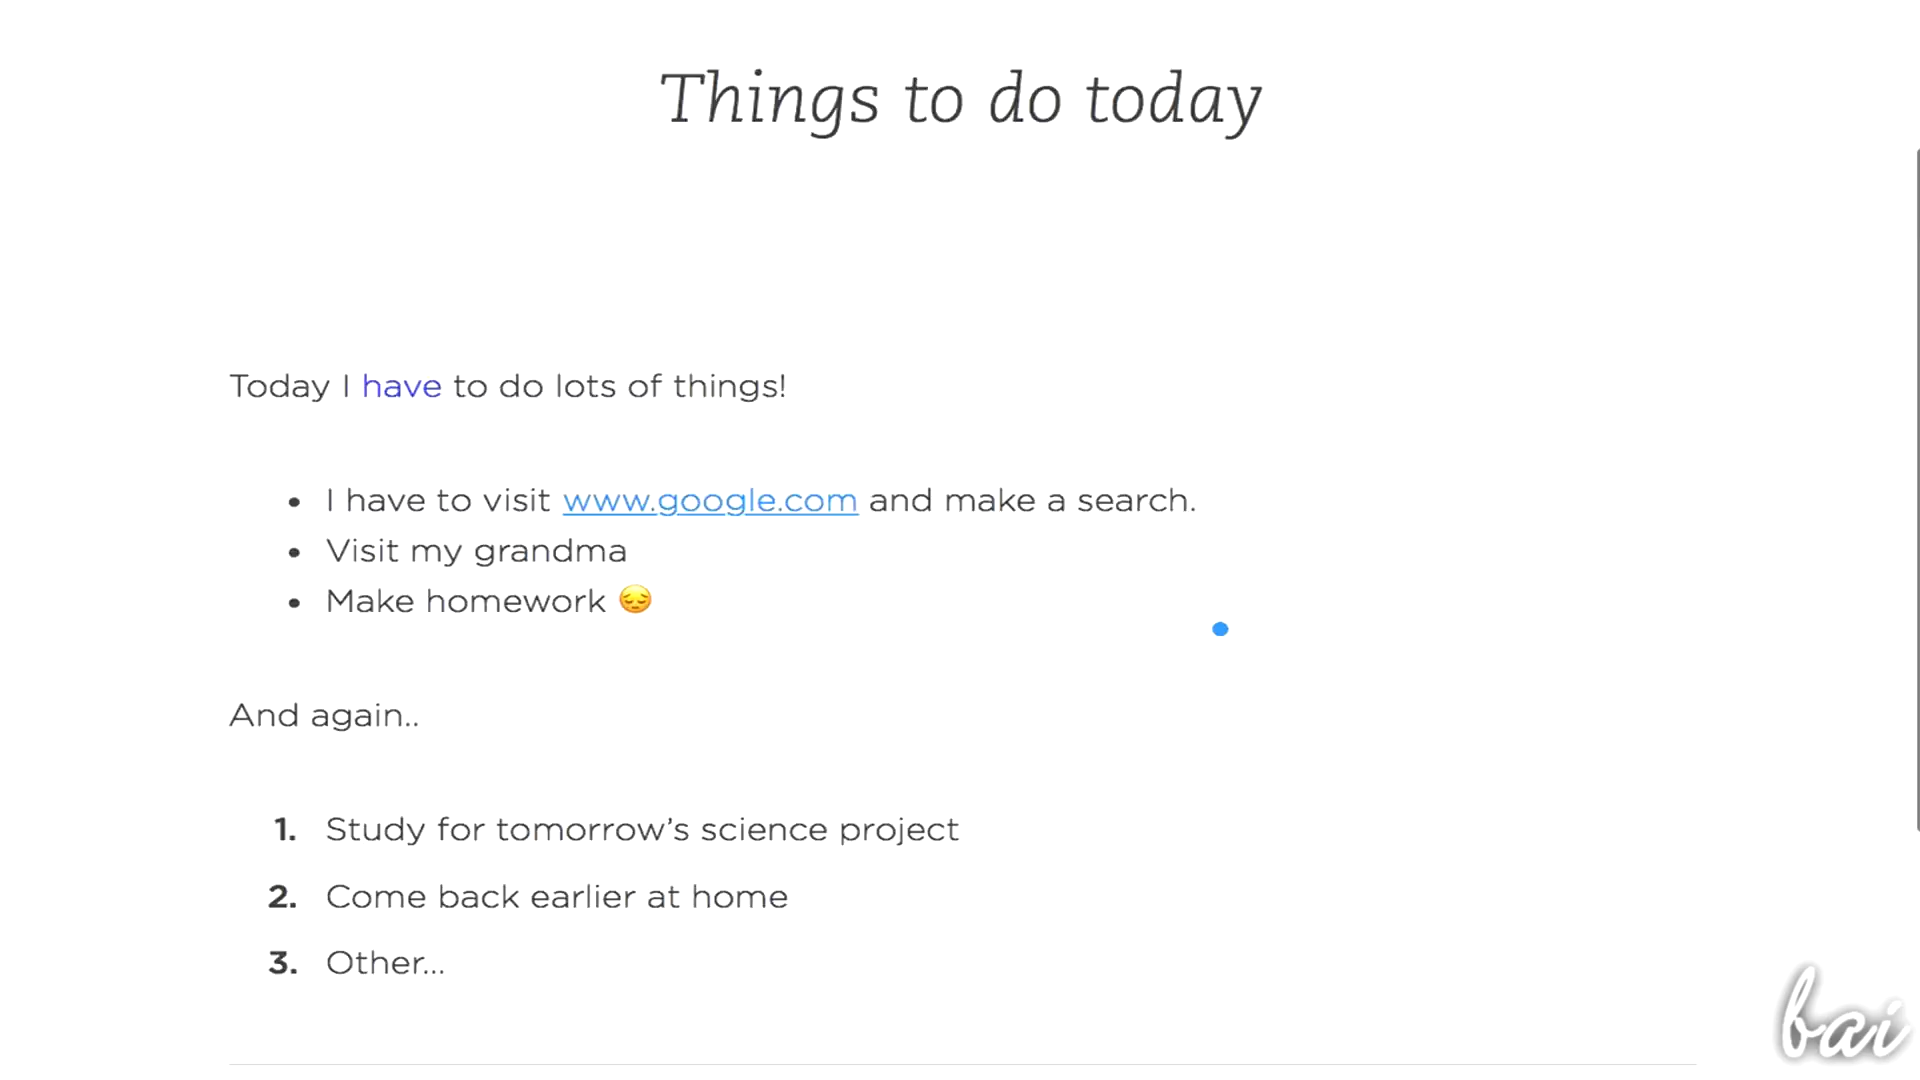 Things to do today
Today I have to do lots of things!
• I have to visit www.google.com and make a search.
• Visit my grandma
• Make homework 😔
And again..
1. Study for tomorrow’s science project
2. Come back earlier at home
3. Other...
bai